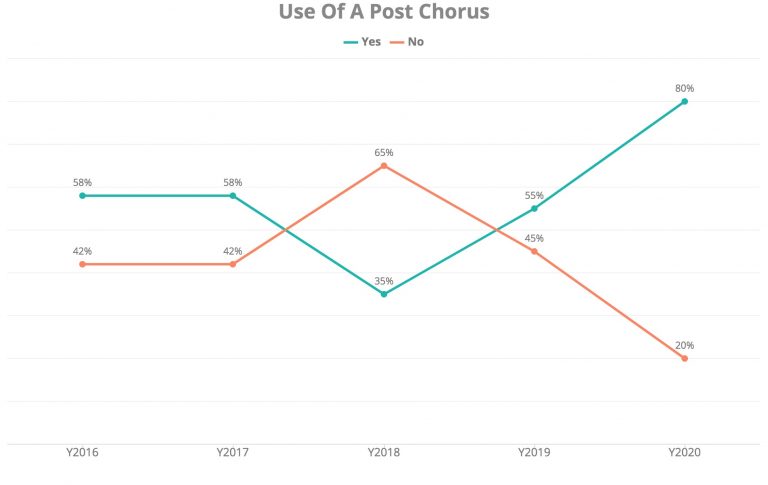 Use Of A Post Chorus
Yes No
80%
65%
58% 58%
55%
45%
42% 42%
35%
20%
Y2016 Y2017 Y2018 Y2019 Y2020